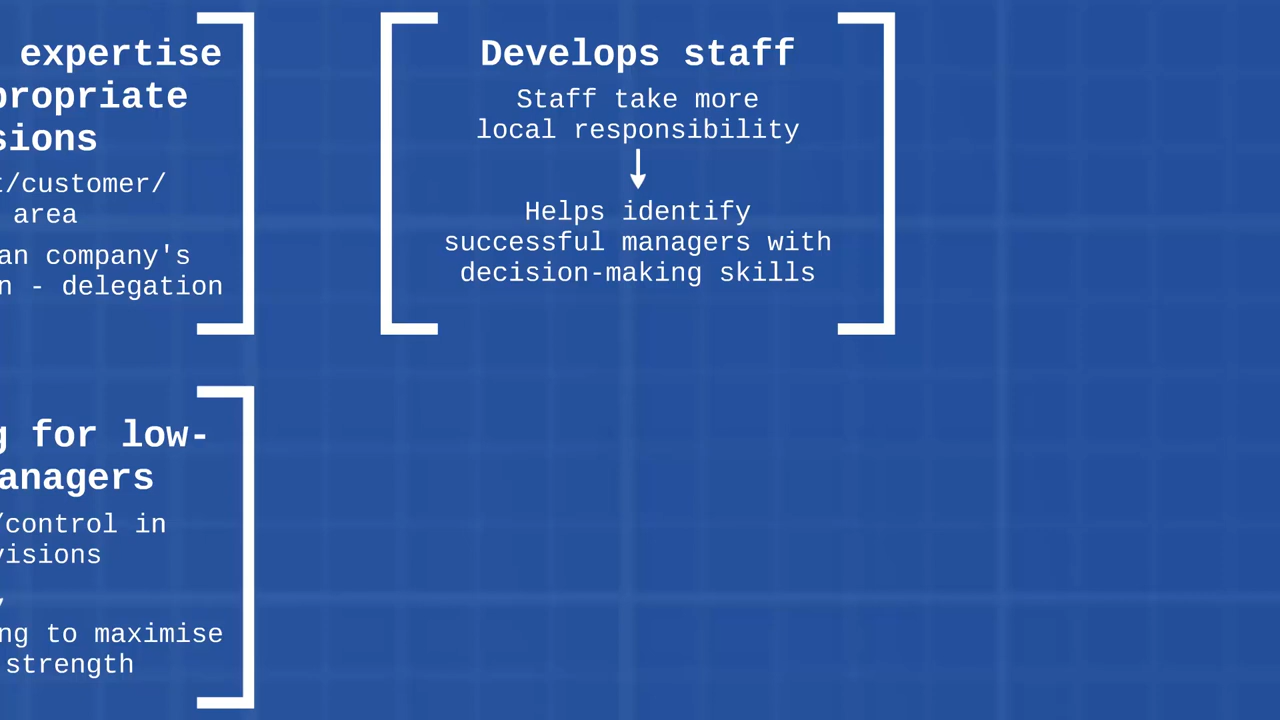 expertise
sions
/customer/
area
an company's
n - delegation
Develops staff
Staff take more
local responsibility
Helps identify
successful managers with
decision-making skills
g for low-
anagers
/control in
visions
ng to maximise
strength